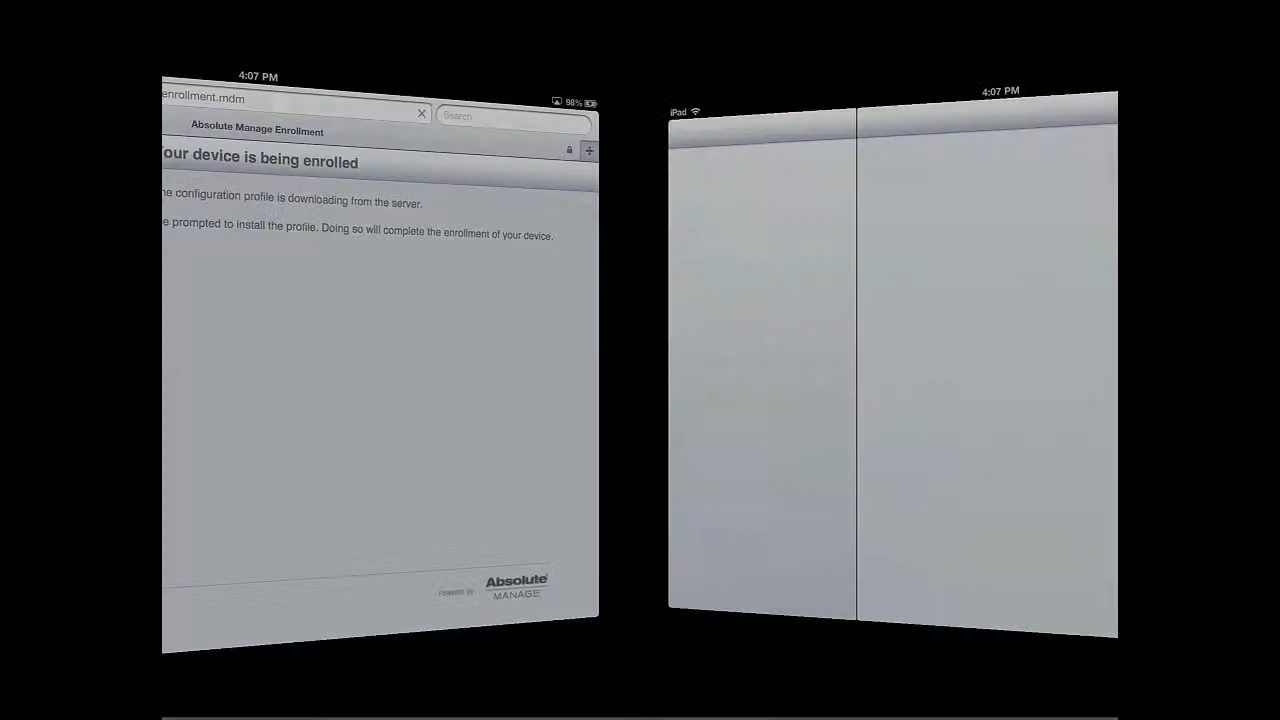 4:07 PM
98%
enrollment.mdm
Search
Absolute Manage Enrollment
our device is being enrolled
e configuration profile is downloading from the server.
e prompted to install the profile. Doing so will complete the enrollment of your device.
POWERED BY
Absolute
MANAGE
iPad
4:07 PM